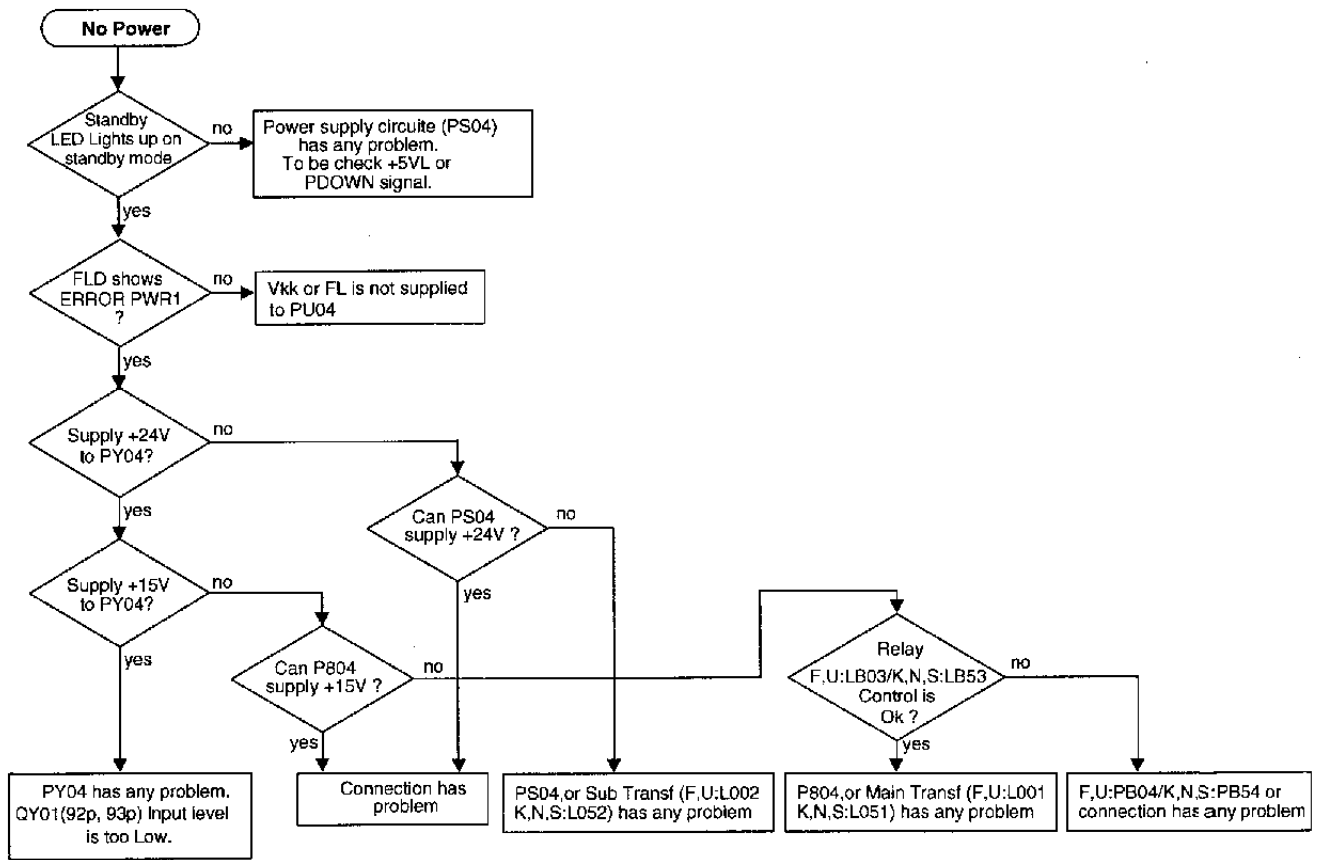 No Power
Standby
LED Lights up on
standby mode
no
Power supply circuite (PS04)
has any problem.
To be check +5VL or
PDOWN signal.
yes
FLD shows
ERROR PWR1
?
no
Vkk or FL is not supplied
to PU04
yes
Supply +24V
to PY04?
no
yes
Can PS04
supply +24V ?
no
yes
Supply +15V
to PY04?
no
yes
Can P804
supply +15V ?
no
yes
Relay
F,U:LB03/K,N,S:LB53
Control is
Ok ?
no
yes
PY04 has any problem.
QY01(92p, 93p) Input level
is too Low.
Connection has
problem
PS04,or Sub Transf (F,U:L002
K,N,S:L052) has any problem
P804,or Main Transf (F,U:L001
K,N,S:L051) has any problem
F,U:PB04/K,N,S:PB54 or
connection has any problem